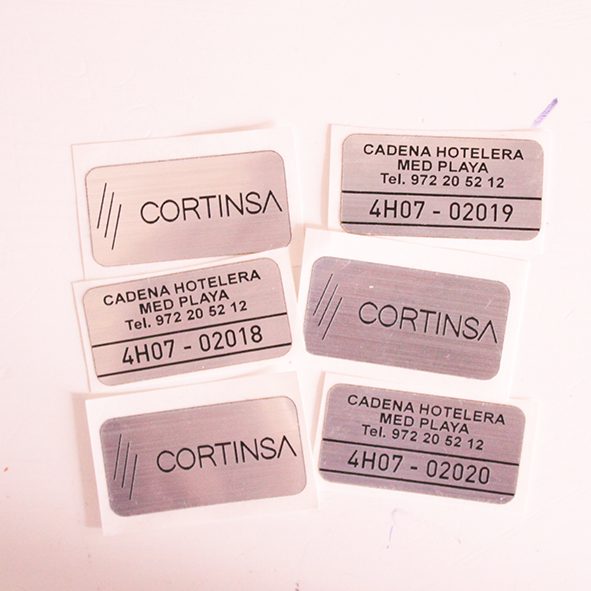 CORTINSA
CADENA HOTELERA
MED PLAYA
Tel. 972 20 52 12
4H07 - 02019
CADENA HOTELERA
MED PLAYA
Tel. 972 20 52 12
4H07 - 02018
CORTINSA
CORTINSA
CADENA HOTELERA
MED PLAYA
Tel. 972 20 52 12
4H07 - 02020